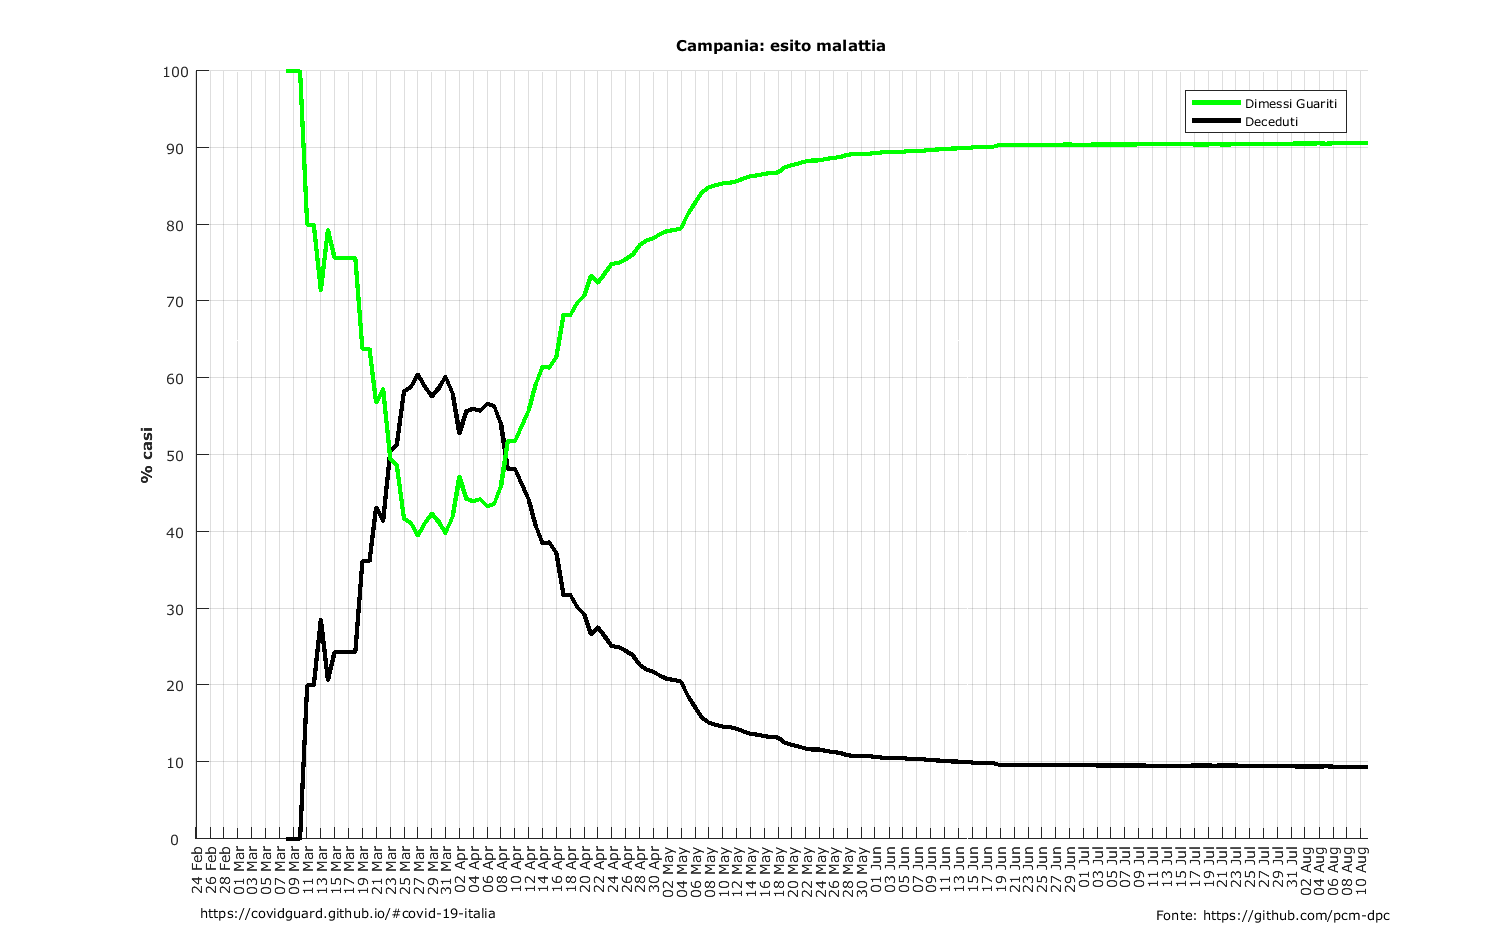 Campania: esito malattia
100
90
80
70
60
50
40
30
20
10
0
% casi
Dimessi Guariti
Deceduti
24 Feb
26 Feb
28 Feb
01 Mar
03 Mar
05 Mar
07 Mar
09 Mar
11 Mar
13 Mar
15 Mar
17 Mar
19 Mar
21 Mar
23 Mar
25 Mar
27 Mar
29 Mar
31 Mar
02 Apr
04 Apr
06 Apr
08 Apr
10 Apr
12 Apr
14 Apr
16 Apr
18 Apr
20 Apr
22 Apr
24 Apr
26 Apr
28 Apr
30 Apr
02 May
04 May
06 May
08 May
10 May
12 May
14 May
16 May
18 May
20 May
22 May
24 May
26 May
28 May
30 May
01 Jun
03 Jun
05 Jun
07 Jun
09 Jun
11 Jun
13 Jun
15 Jun
17 Jun
19 Jun
21 Jun
23 Jun
25 Jun
27 Jun
29 Jun
01 Jul
03 Jul
05 Jul
07 Jul
09 Jul
11 Jul
13 Jul
15 Jul
17 Jul
19 Jul
21 Jul
23 Jul
25 Jul
27 Jul
29 Jul
31 Jul
02 Aug
04 Aug
06 Aug
08 Aug
10 Aug
https://covidguard.github.io/#covid-19-italia
Fonte: https://github.com/pcm-dpc